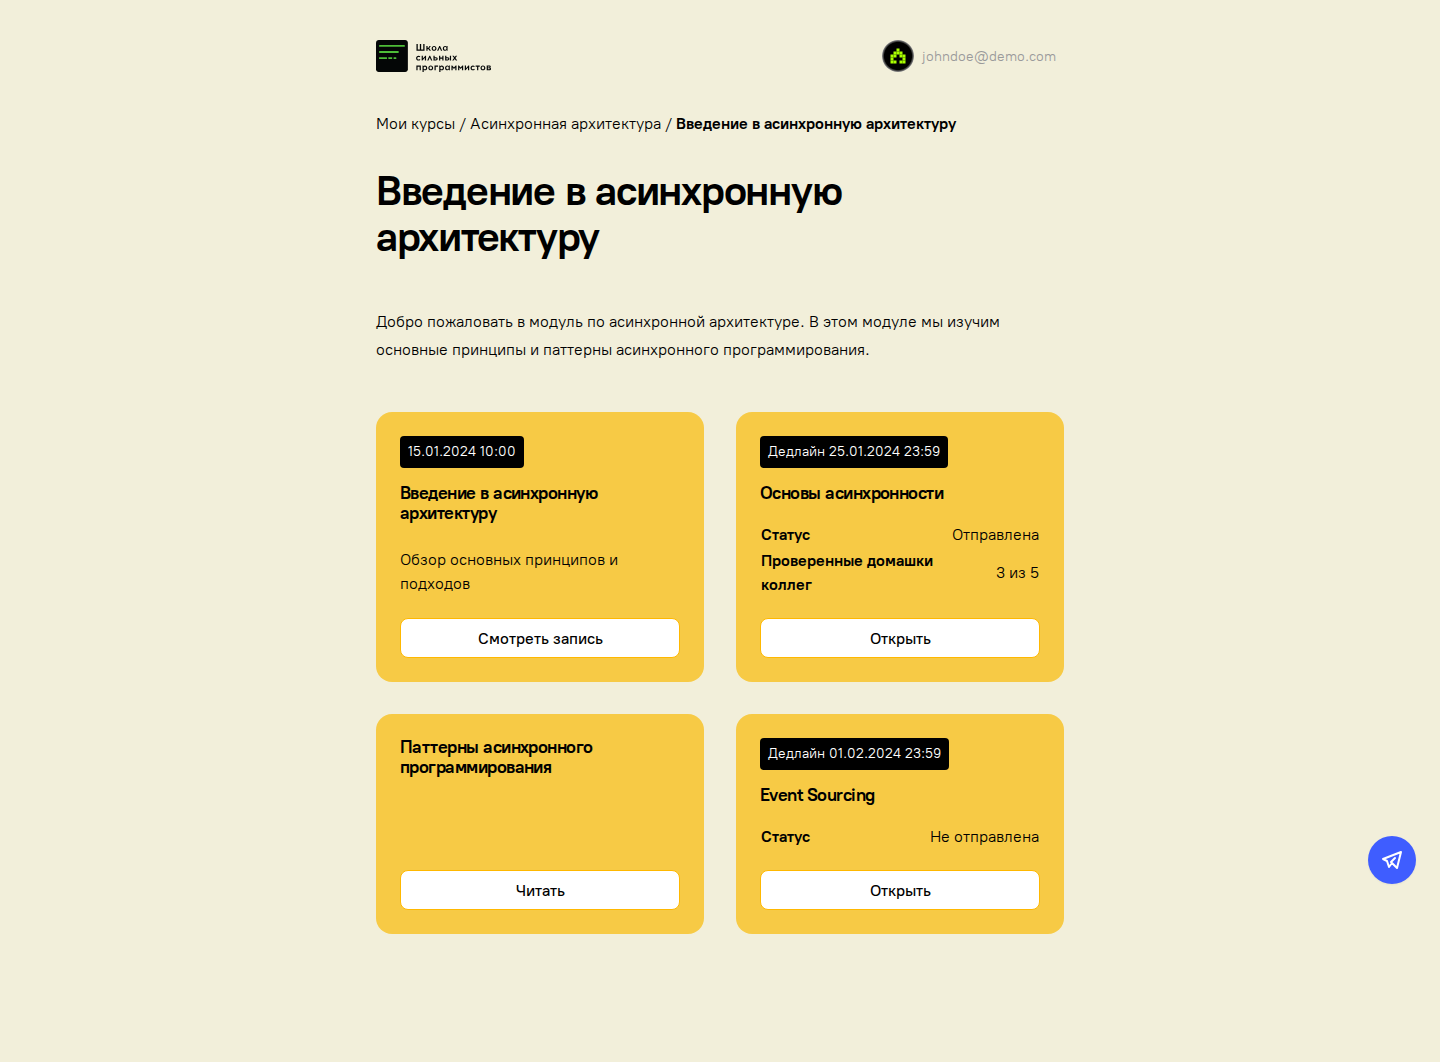 Школа
сильных
программистов
johndoe@demo.com
Мои курсы / Асинхронная архитектура / Введение в асинхронную архитектуру
Введение в асинхронную
архитектуру
Добро пожаловать в модуль по асинхронной архитектуре. В этом модуле мы изучим
основные принципы и паттерны асинхронного программирования.
15.01.2024 10:00
Введение в асинхронную
архитектуру
Обзор основных принципов и
подходов
Смотреть запись
Дедлайн 25.01.2024 23:59
Основы асинхронности
Статус Отправлена
Проверенные домашки
коллег
3 из 5
Открыть
Паттерны асинхронного
программирования
Читать
Дедлайн 01.02.2024 23:59
Event Sourcing
Статус Не отправлена
Открыть